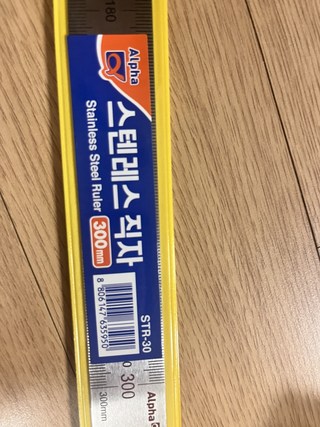 180
Alpha
스텐레스 직자
Stainless Steel Ruler 300mm
STR-30
8 806147 635950
300
300mm
Alpha